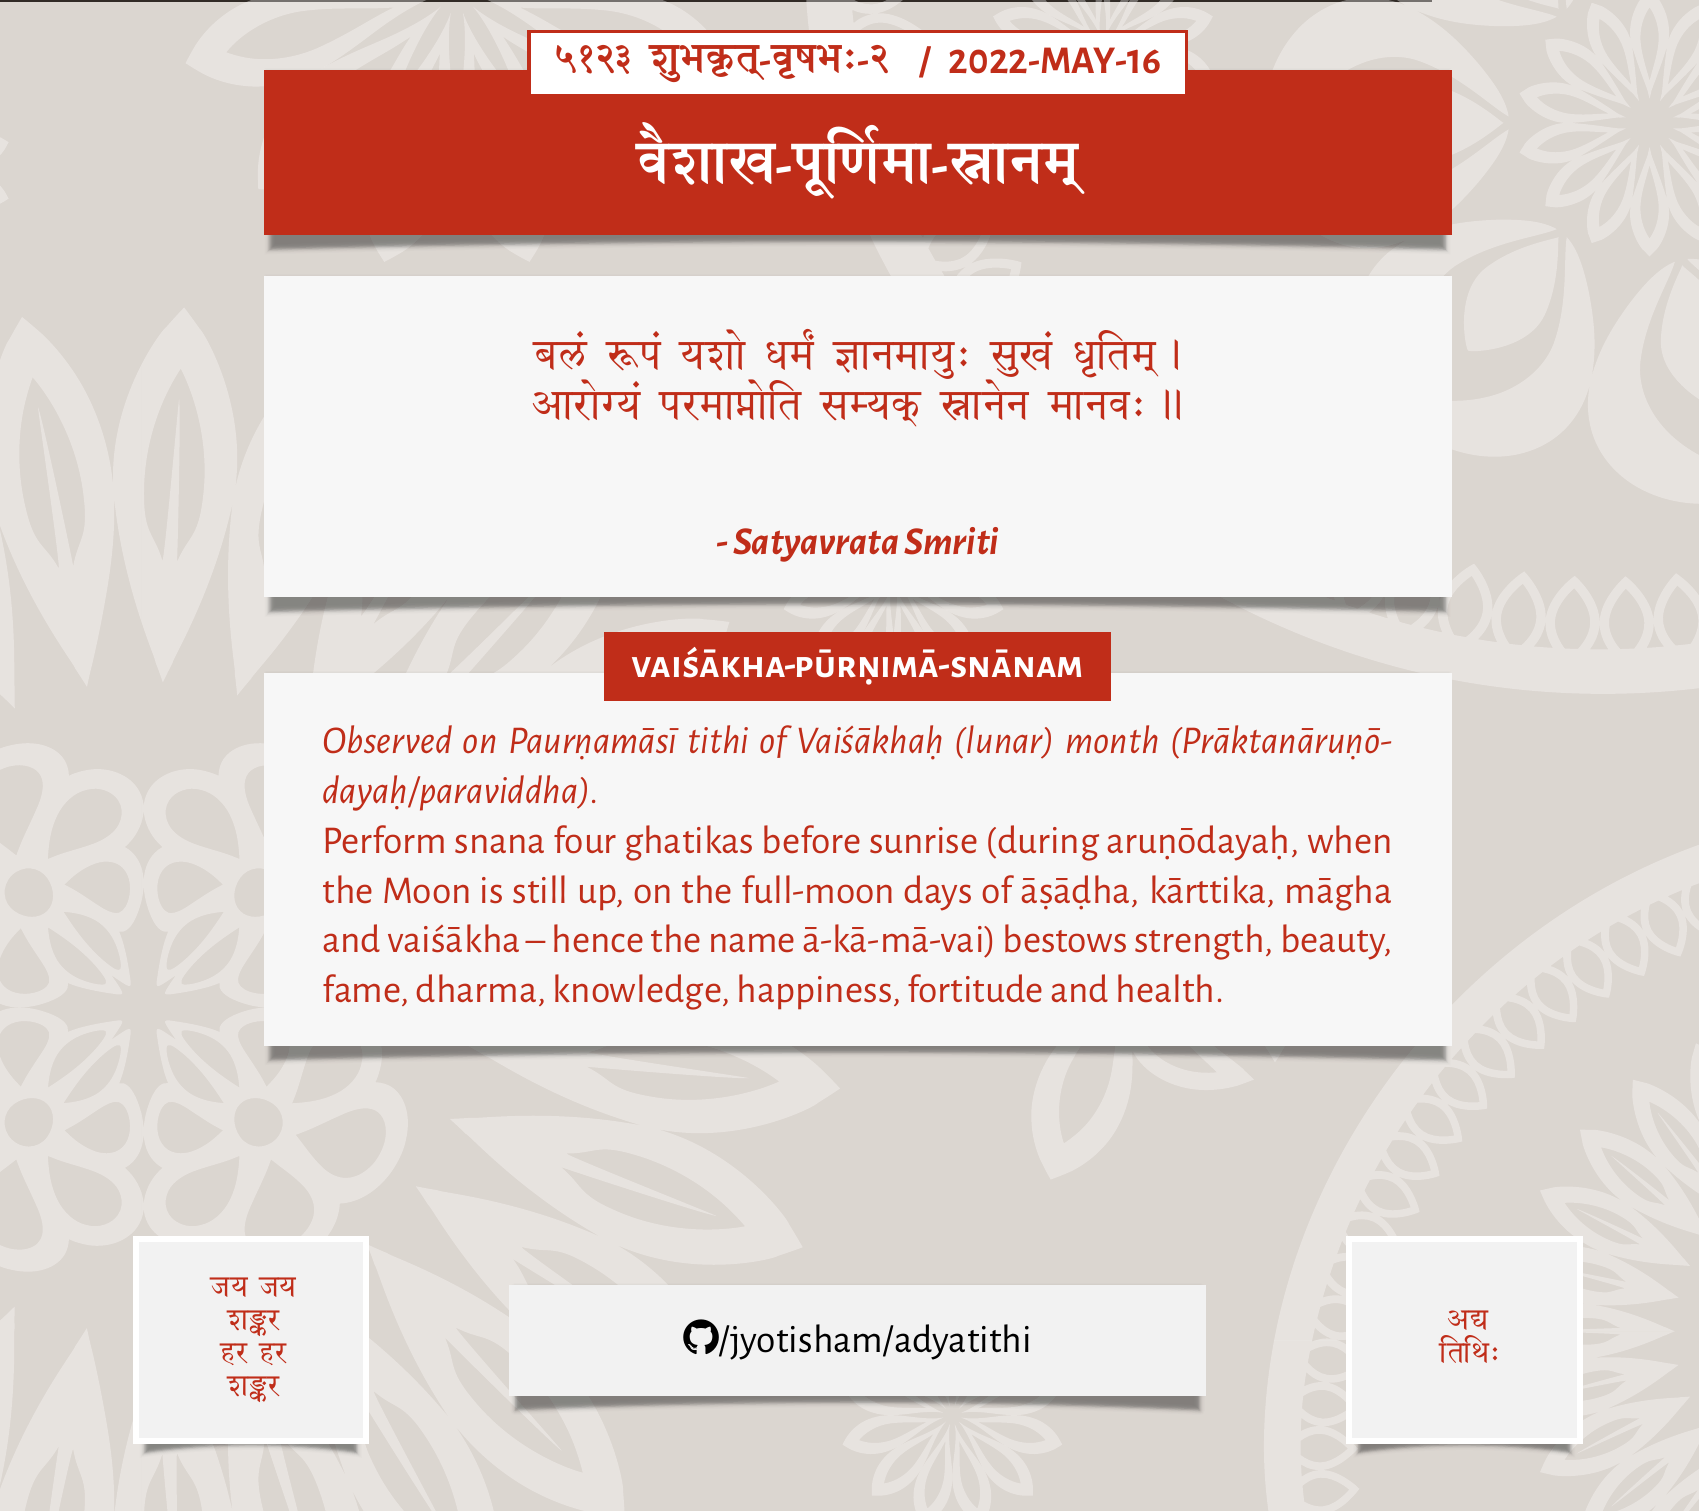 ५१२३ शुभकृत्-वृषभः-२ / 2022-MAY-16
वैशाख-पूर्णिमा-स्नानम्
बलं रूपं यशो धर्मं ज्ञानमायुः सुखं धृतिम् ।
आरोग्यं परमाप्नोति सम्यक् स्नानेन मानवः ॥
- Satyavrata Smriti
VAIŚĀKHA-PŪRṆIMĀ-SNĀNAM
Observed on Paurṇamāsī tithi of Vaiśākhaḥ (lunar) month (Prāktanāruṇō-
dayaḥ/paraviddha).
Perform snana four ghatikas before sunrise (during aruṇōdayaḥ, when
the Moon is still up, on the full-moon days of āṣāḍha, kārttika, māgha
and vaiśākha – hence the name ā-kā-mā-vai) bestows strength, beauty,
fame, dharma, knowledge, happiness, fortitude and health.
जय जय
शङ्कर
हर हर
शङ्कर
/jyotisham/adyatithi
अद्य
तिथिः